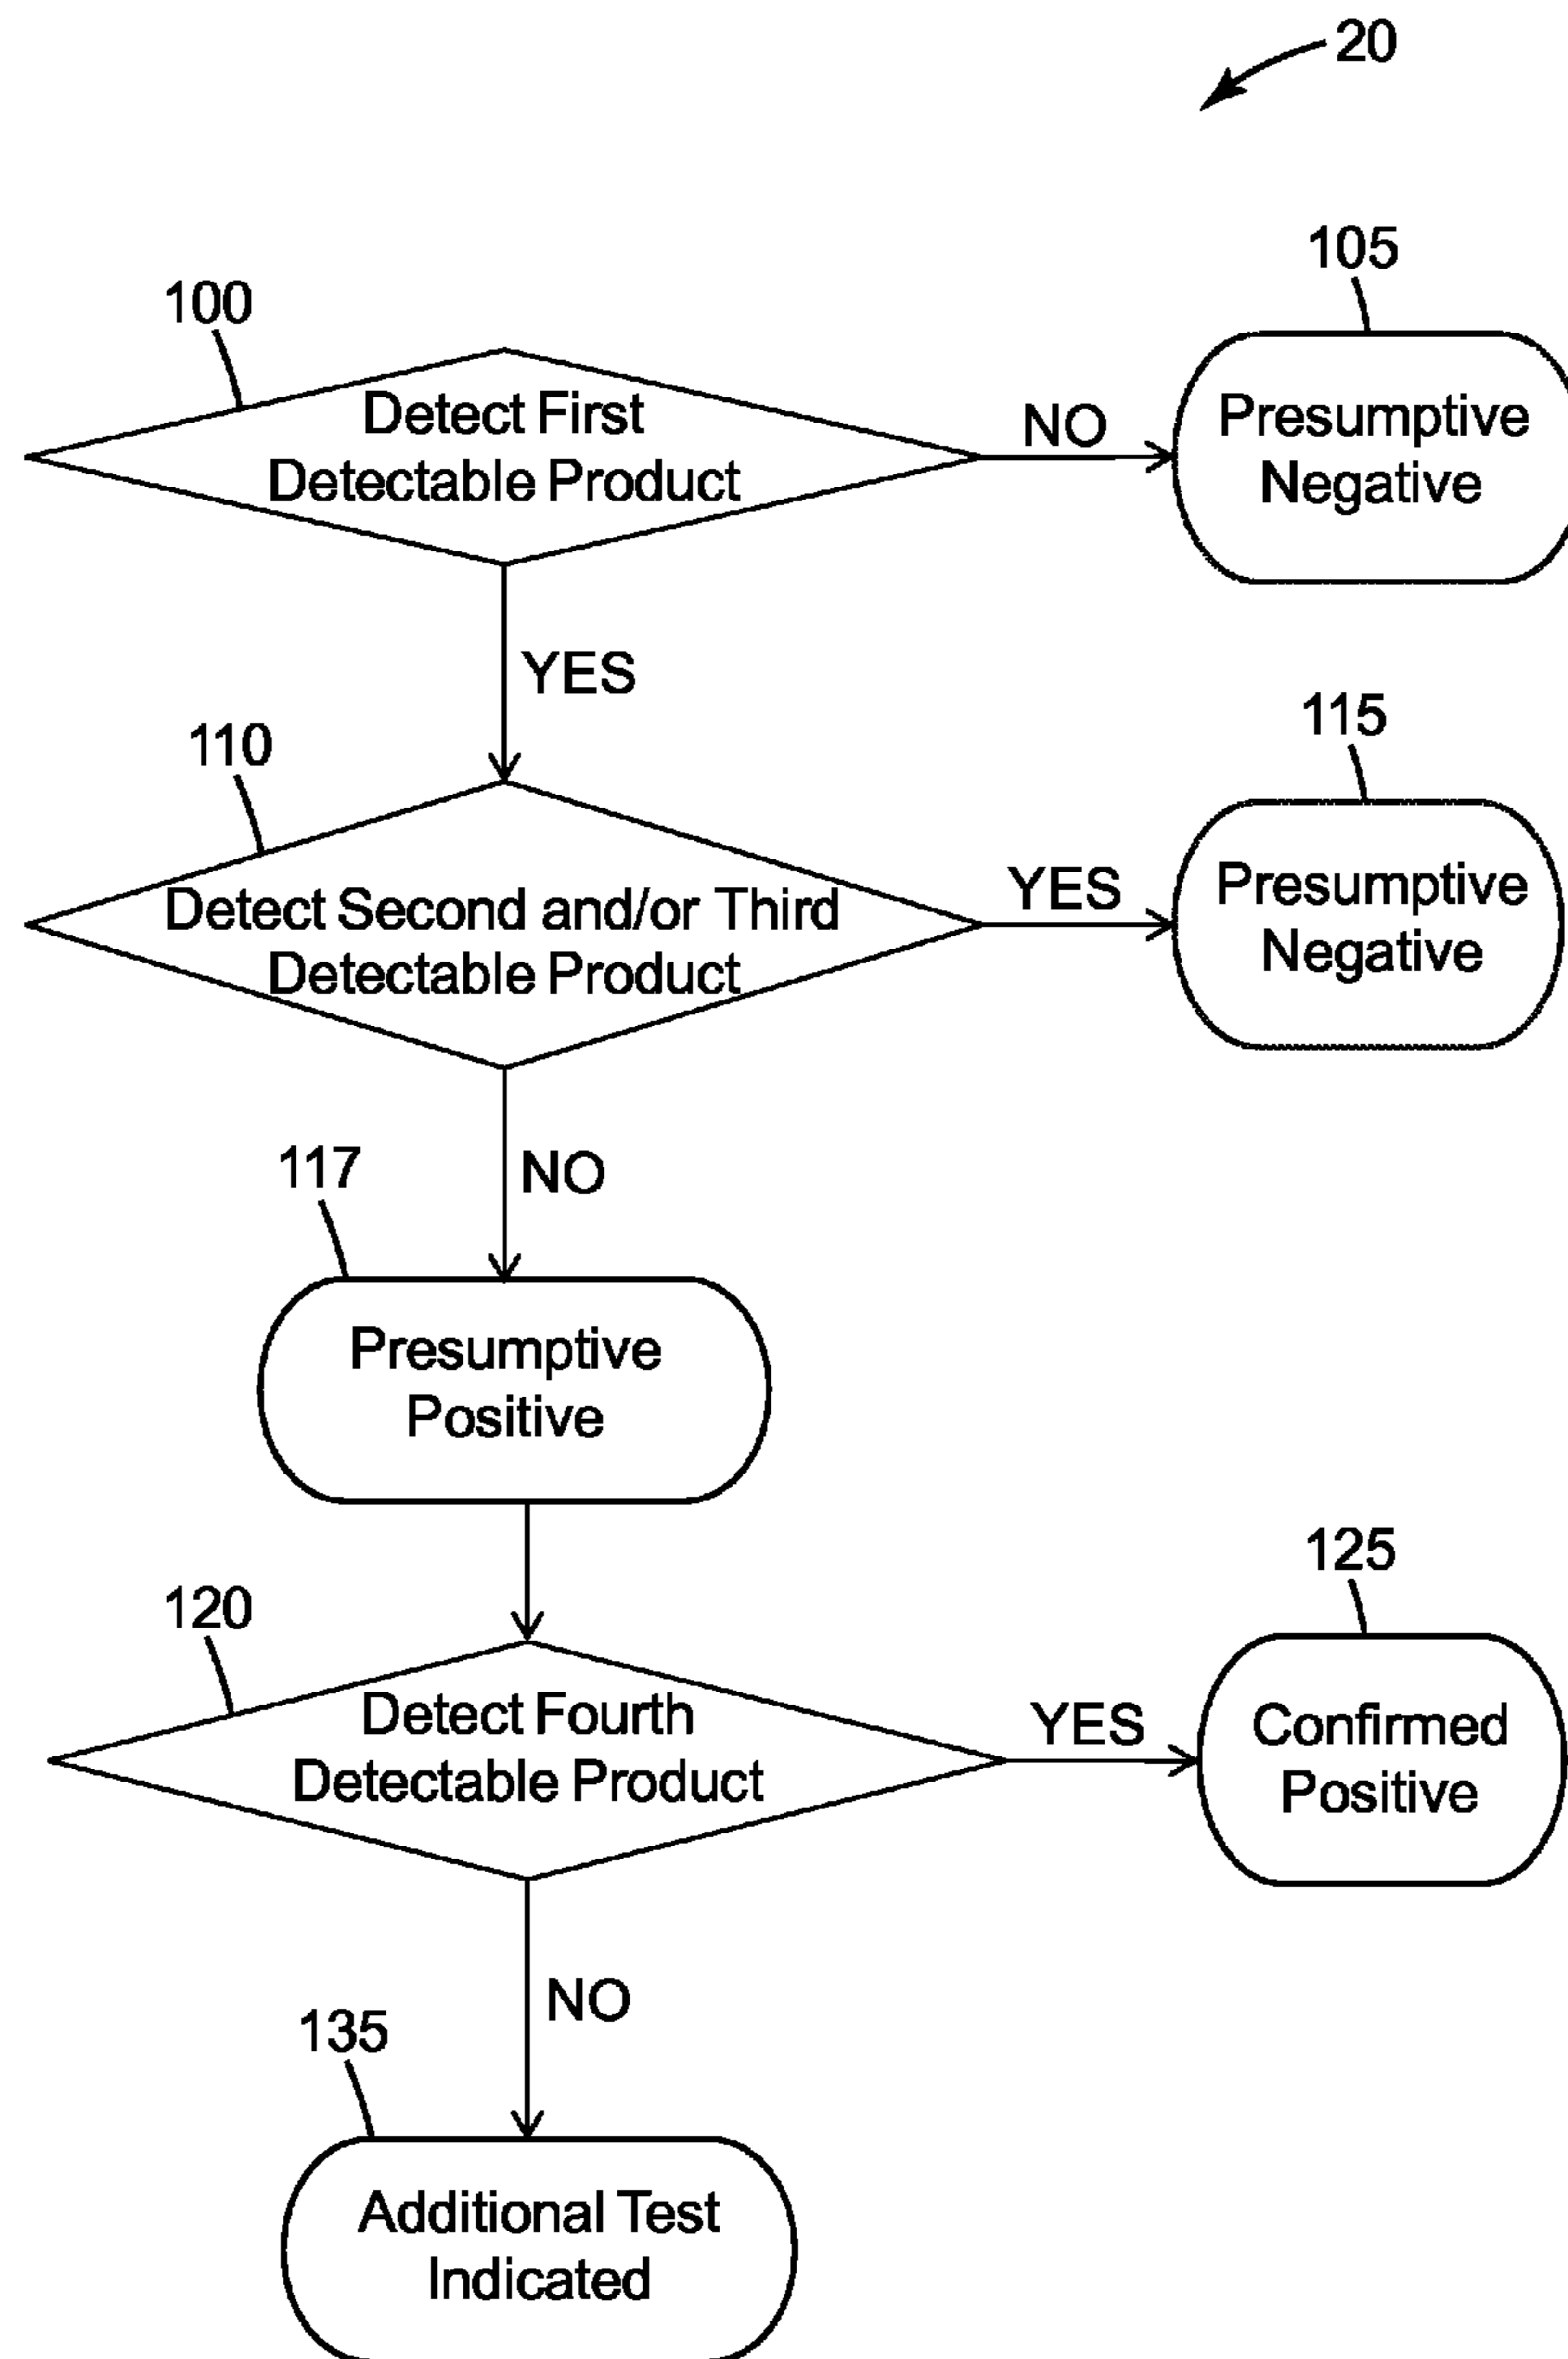 20
105
100
Detect First
Detectable Product
NO
Presumptive
Negative
YES
110
115
Detect Second and/or Third
Detectable Product
YES
Presumptive
Negative
117
NO
Presumptive
Positive
120
125
Detect Fourth
Detectable Product
YES
Confirmed
Positive
NO
135
Additional Test
Indicated